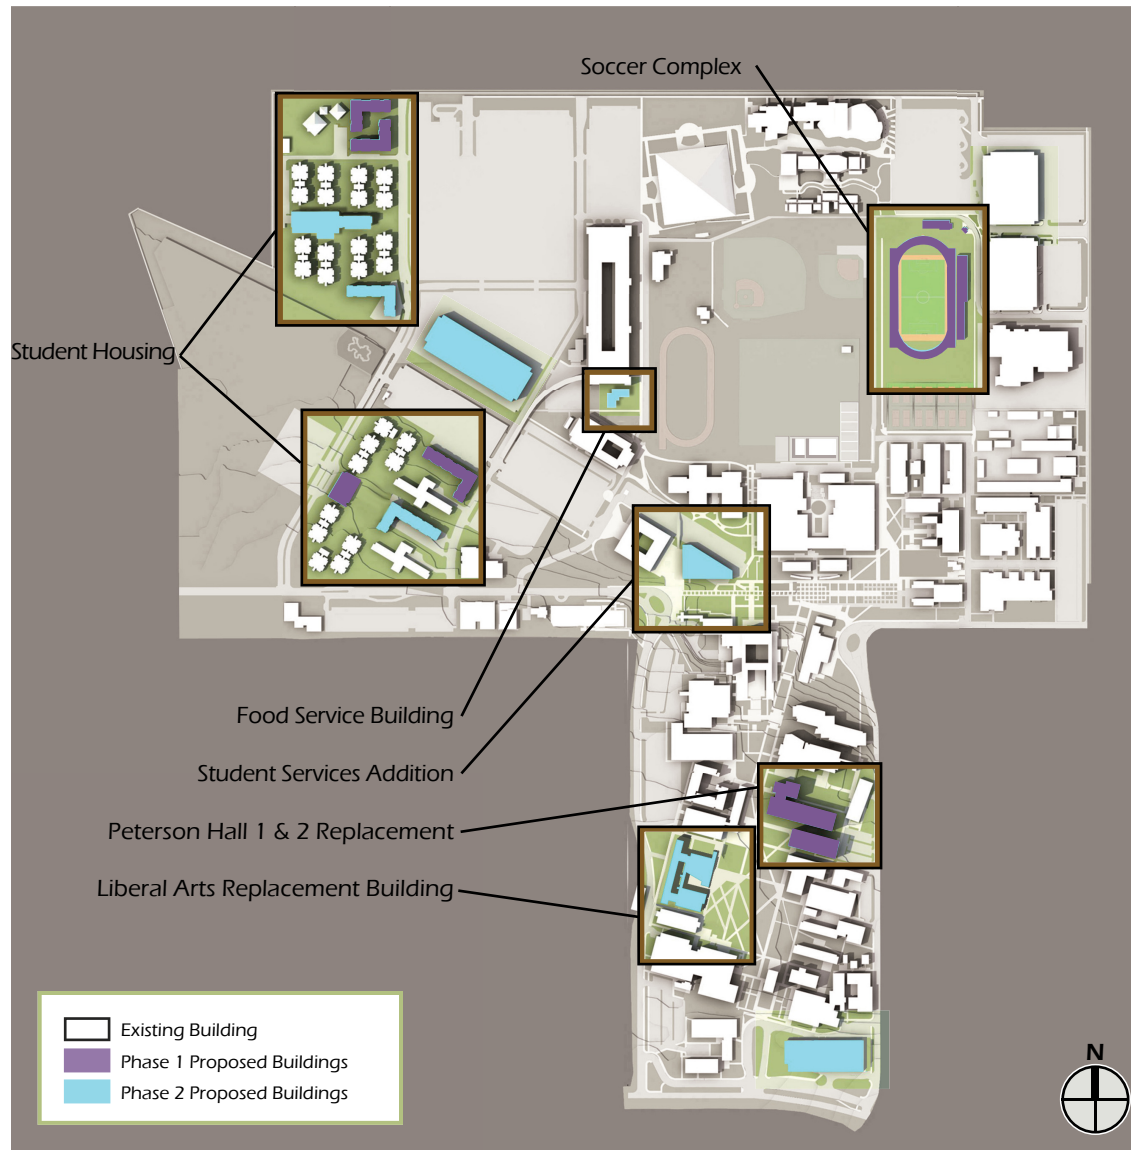 Soccer Complex
Student Housing
Food Service Building
Student Services Addition
Peterson Hall 1 & 2 Replacement
Liberal Arts Replacement Building
Existing Building
Phase 1 Proposed Buildings
Phase 2 Proposed Buildings
N